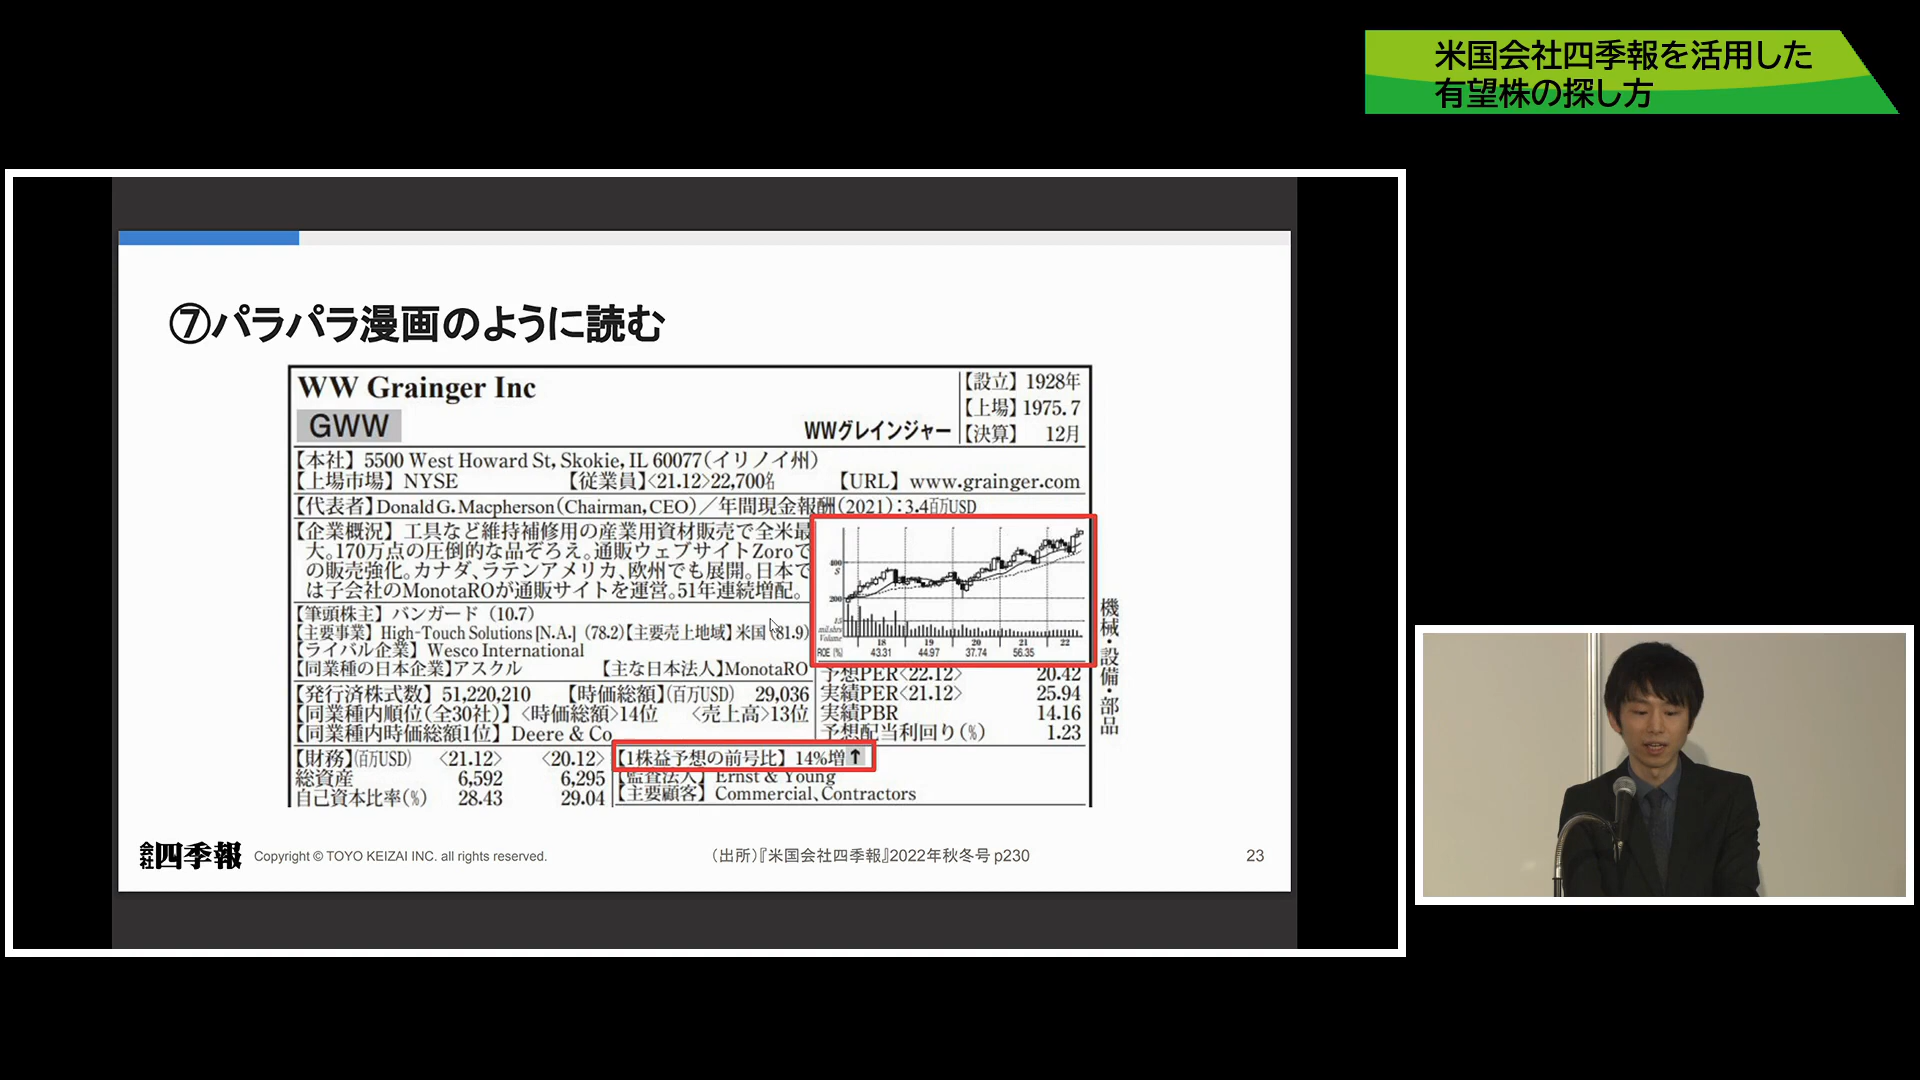 米国会社四季報を活用した
有望株の探し方
⑦パラパラ漫画のように読む
WW Grainger Inc
GWW
WWグレインジャー
【設立】1928年
【上場】1975.7
【決算】 12月
【本社】5500 West Howard St, Skokie, IL 60077(イリノイ州)
【上場市場】NYSE 【従業員】<21.12>22,700名 【URL】www.grainger.com
【代表者】Donald G. Macpherson(Chairman, CEO)／年間現金報酬(2021):3.4百万USD
【企業概況】工具など維持補修用の産業用資材販売で全米最
大。170万点の圧倒的な品ぞろえ。通販ウェブサイトZoroで
の販売強化。カナダ、ラテンアメリカ、欧州でも展開。日本で
は子会社のMonotaROが通販サイトを運営。51年連続増配。
【筆頭株主】バンガード(10.7)
【主要事業】High-Touch Solutions [N.A.] (78.2)【主要売上地域】米国(81.9)
【ライバル企業】Wesco International
【同業種の日本企業】アスクル 【主な日本法人】MonotaRO
【発行済株式数】51,220,210 【時価総額】(百万USD) 29,036
【同業種内順位(全30社)】<時価総額>14位 <売上高>13位
【同業種内時価総額1位】Deere & Co
400
$
200
15
mil.shrs
Volume
18 19 20 21 22
ROE (%) 43.31 44.97 37.74 56.35
予想PER<22.12> 20.42
実績PER<21.12> 25.94
実績PBR 14.16
予想配当利回り(%) 1.23
機械・設備・部品
【財務】(百万USD) <21.12> <20.12>
総資産 6,592 6,295
自己資本比率(%) 28.43 29.04
【1株益予想の前号比】14%増↑
【監査法人】Ernst & Young
【主要顧客】Commercial, Contractors
会社四季報
Copyright © TOYO KEIZAI INC. all rights reserved.
(出所)『米国会社四季報』2022年秋冬号 p230
23